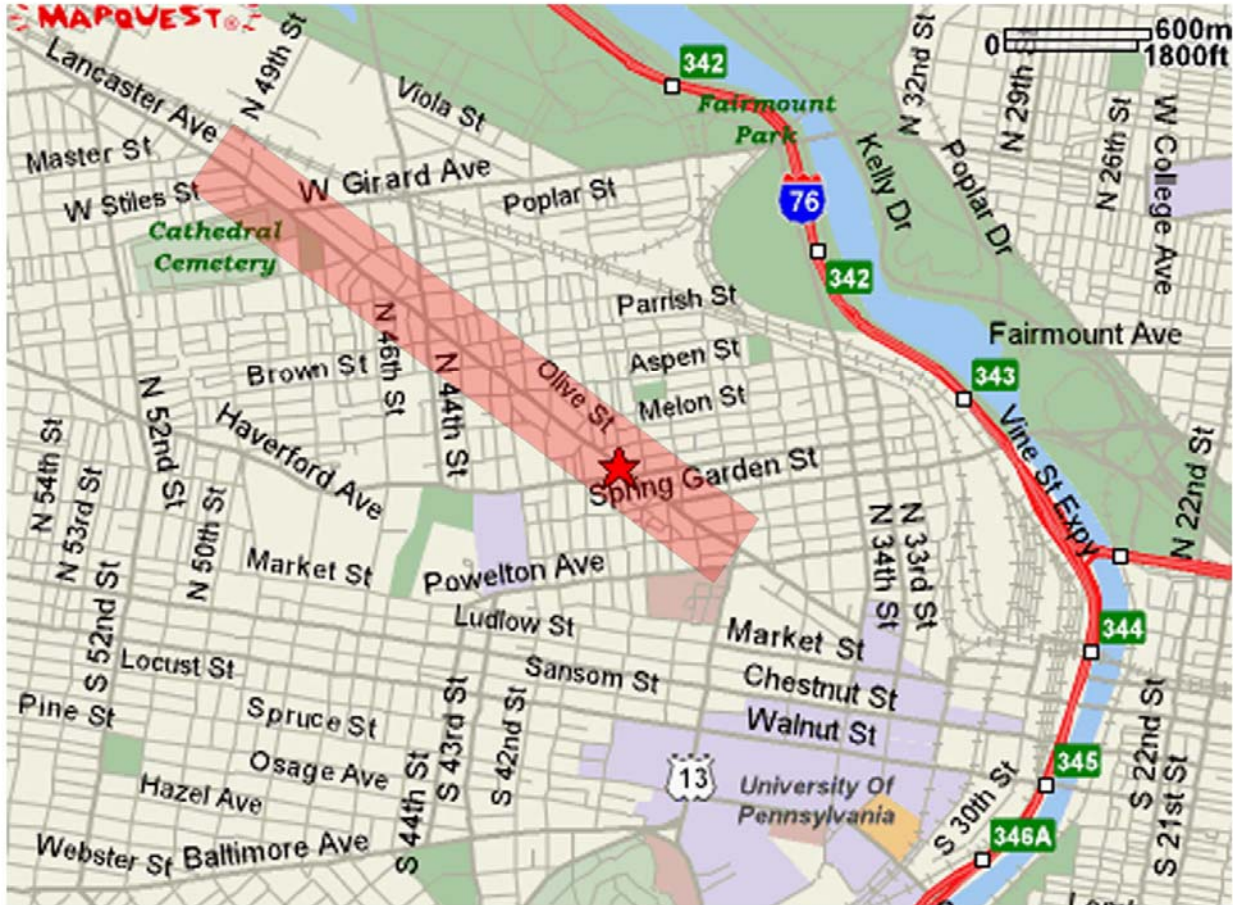 MAPQUEST
600m
0
1800ft
Lancaster Ave
N 49th St
342
Viola St
Fairmount
Park
N 32nd St
N 29th S
N 26th St
W College Ave
Master St
W Girard Ave
Kelly Dr
Poplar Dr
W Stiles St
Poplar St
76
Cathedral
Cemetery
342
Parrish St
Fairmount Ave
N 46th St
Brown St
Aspen St
343
N 44th St
Olive St
Melon St
N 52nd St
Haverford Ave
Vine St Expy
N 22nd St
N 54th St
N 53rd St
Spring Garden St
N 50th St
N 34th St
N 33rd St
Market St
Powelton Ave
Ludlow St
344
Market St
S 52nd St
Locust St
Sansom St
Chestnut St
Pine St
Spruce St
S 43rd St
S 42nd St
Walnut St
S 22nd St
345
Osage Ave
13
University Of
Pennsylvania
S 30th St
S 21st St
Hazel Ave
S 44th St
346A
Webster St
Baltimore Ave